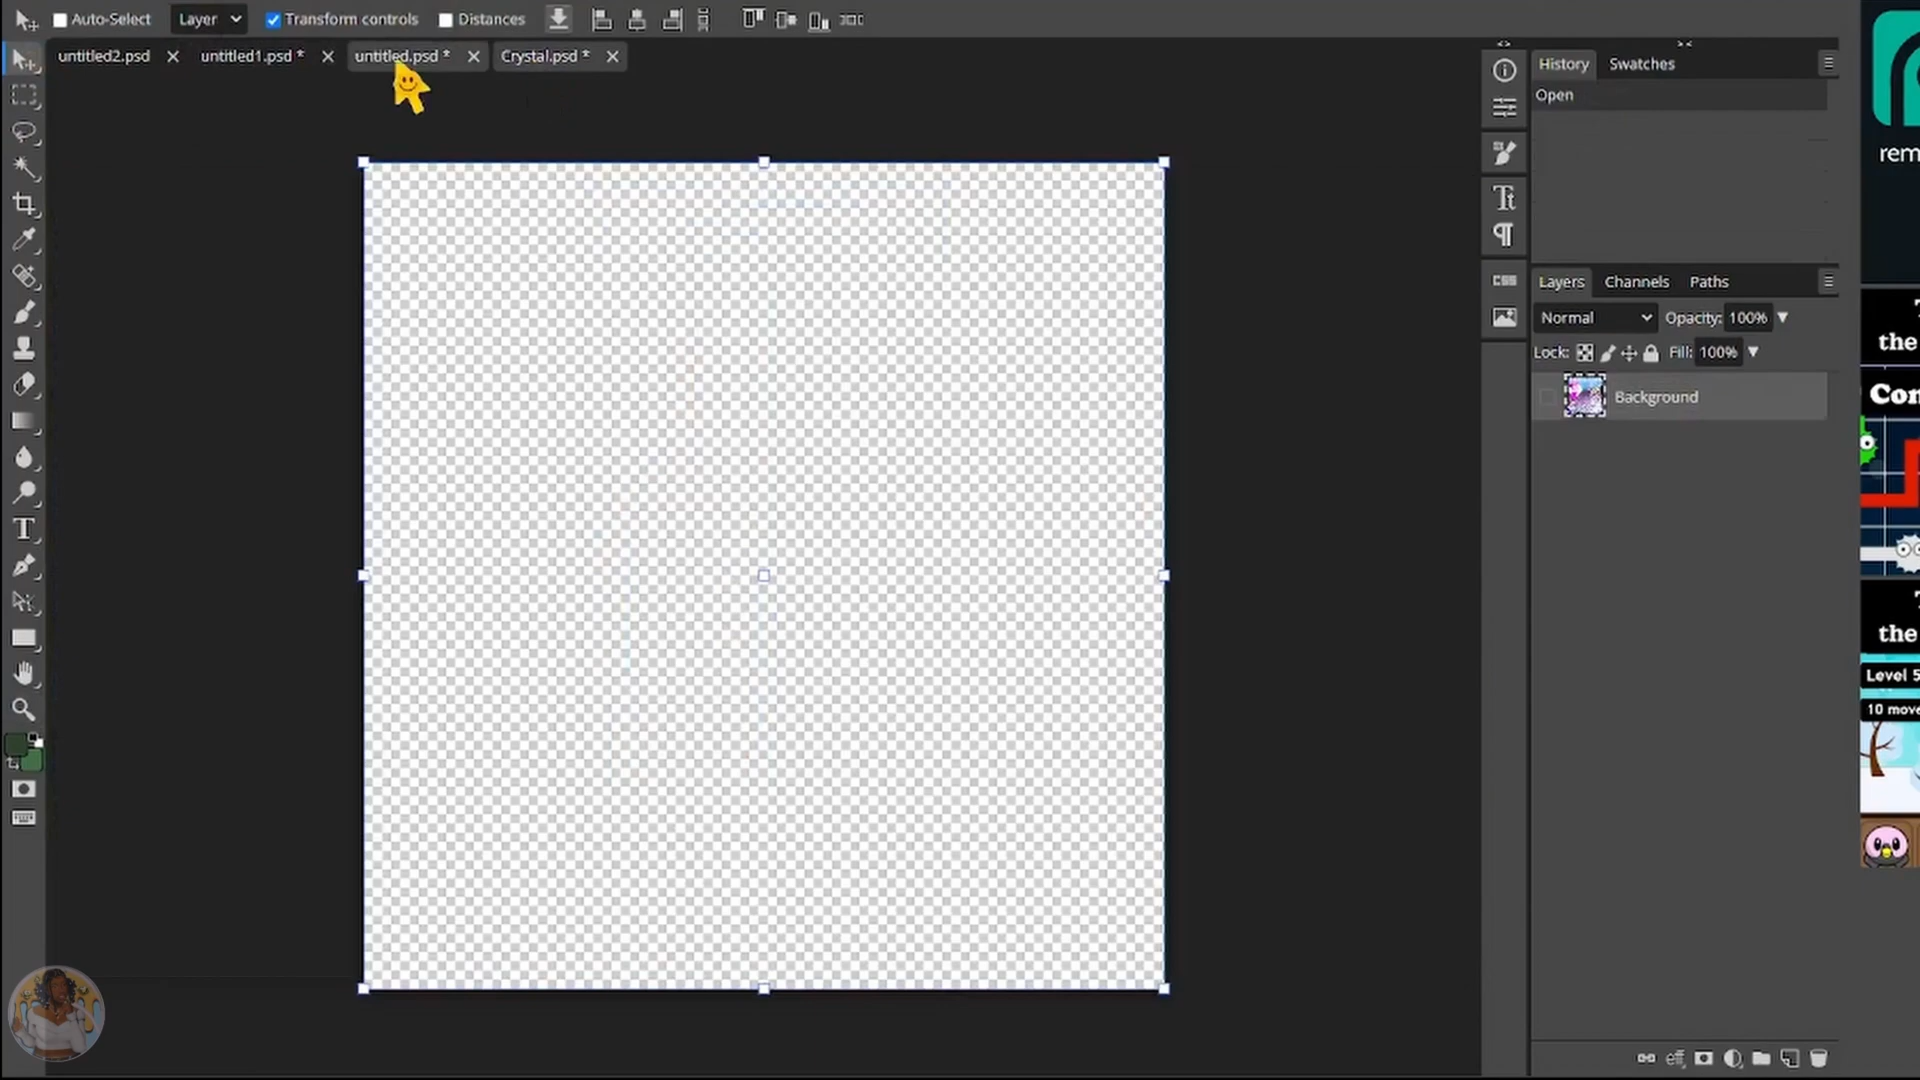 Auto-Select Layer Transform controls Distances
untitled2.psd untitled1.psd * untitled.psd * Crystal.psd *
History Swatches
Open
Layers Channels Paths
Normal Opacity: 100%
Lock: Fill: 100%
Background
CSS
rem
the
Con
the
Level 5
10 move